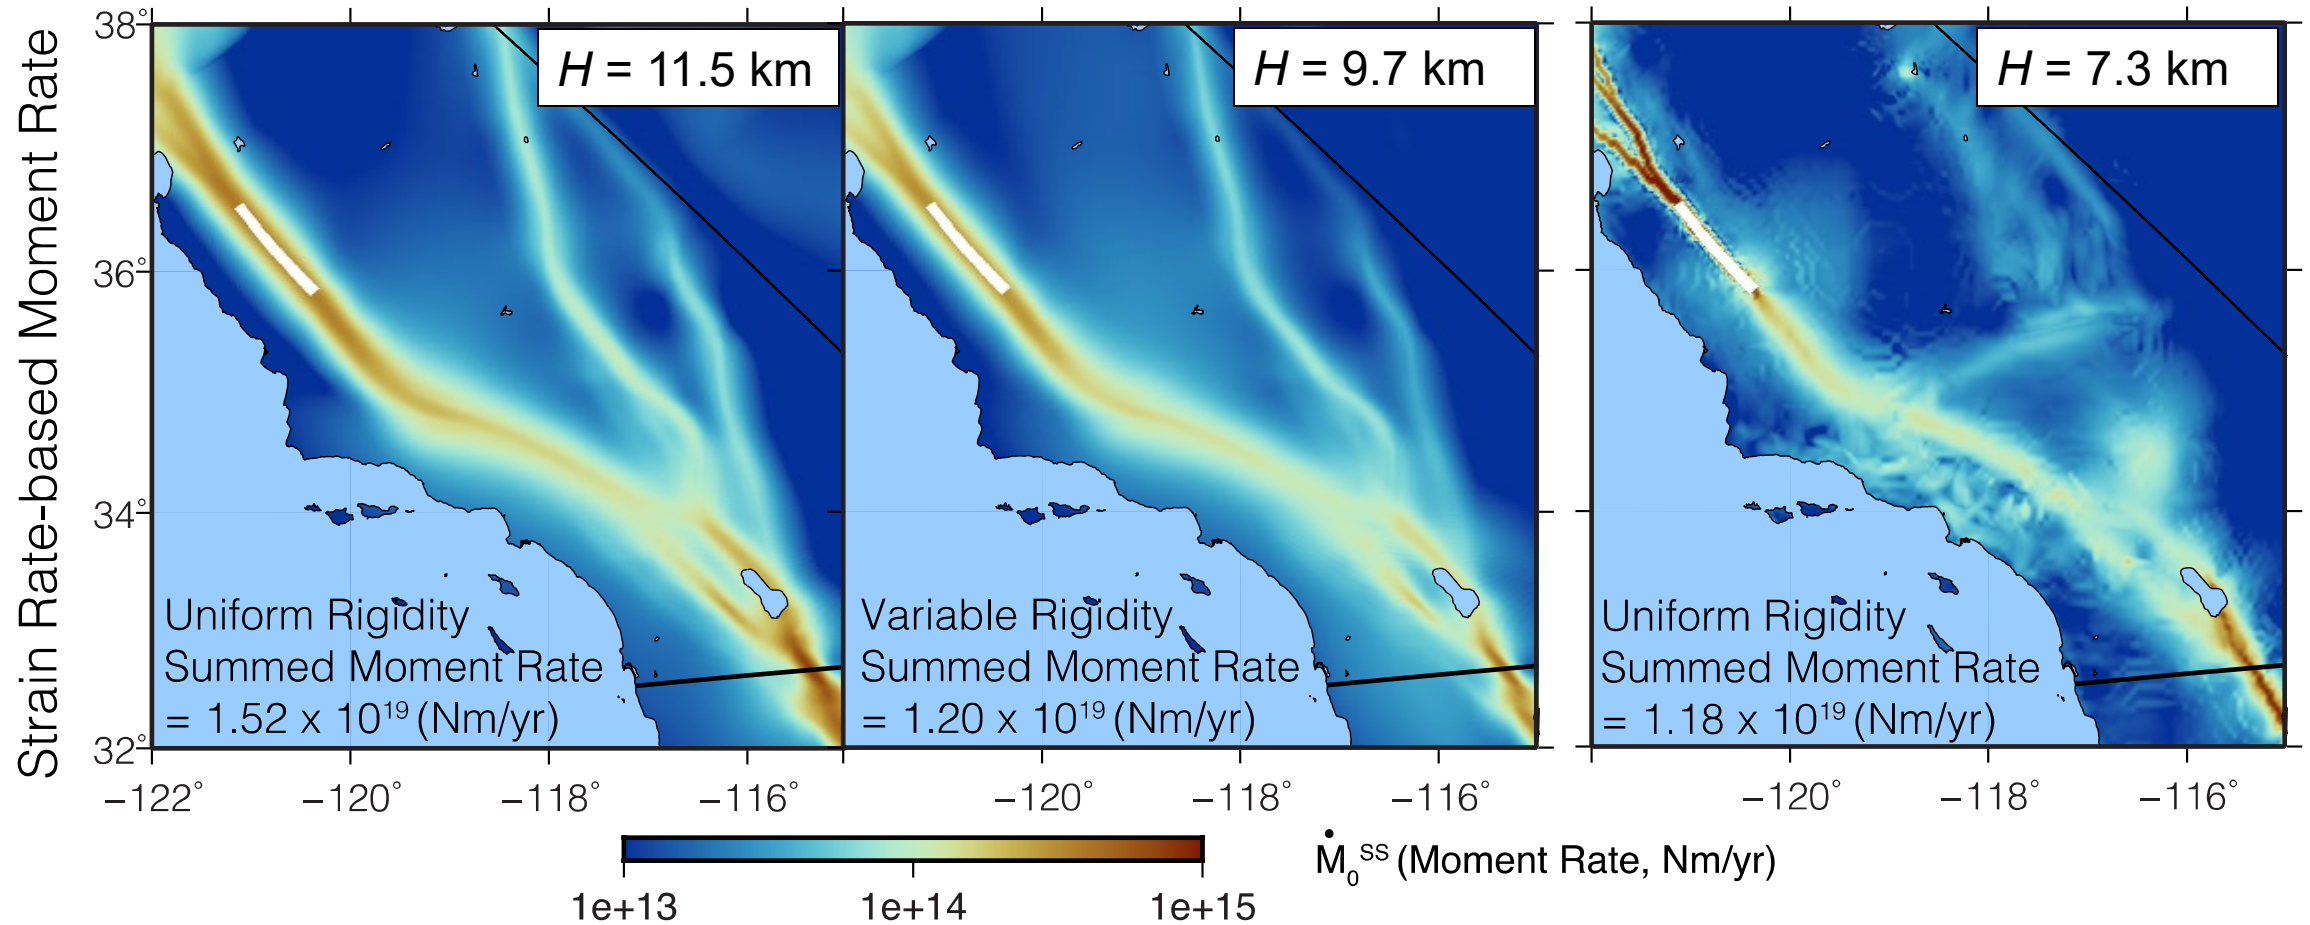 Strain Rate-based Moment Rate
38°
36°
34°
32°
H = 11.5 km
Uniform Rigidity
Summed Moment Rate
= 1.52 x 10¹⁹ (Nm/yr)
−122°
−120°
−118°
−116°
H = 9.7 km
Variable Rigidity
Summed Moment Rate
= 1.20 x 10¹⁹ (Nm/yr)
−120°
−118°
−116°
H = 7.3 km
Uniform Rigidity
Summed Moment Rate
= 1.18 x 10¹⁹ (Nm/yr)
−120°
−118°
−116°
1e+13
1e+14
1e+15
Ṁ₀ˢˢ (Moment Rate, Nm/yr)